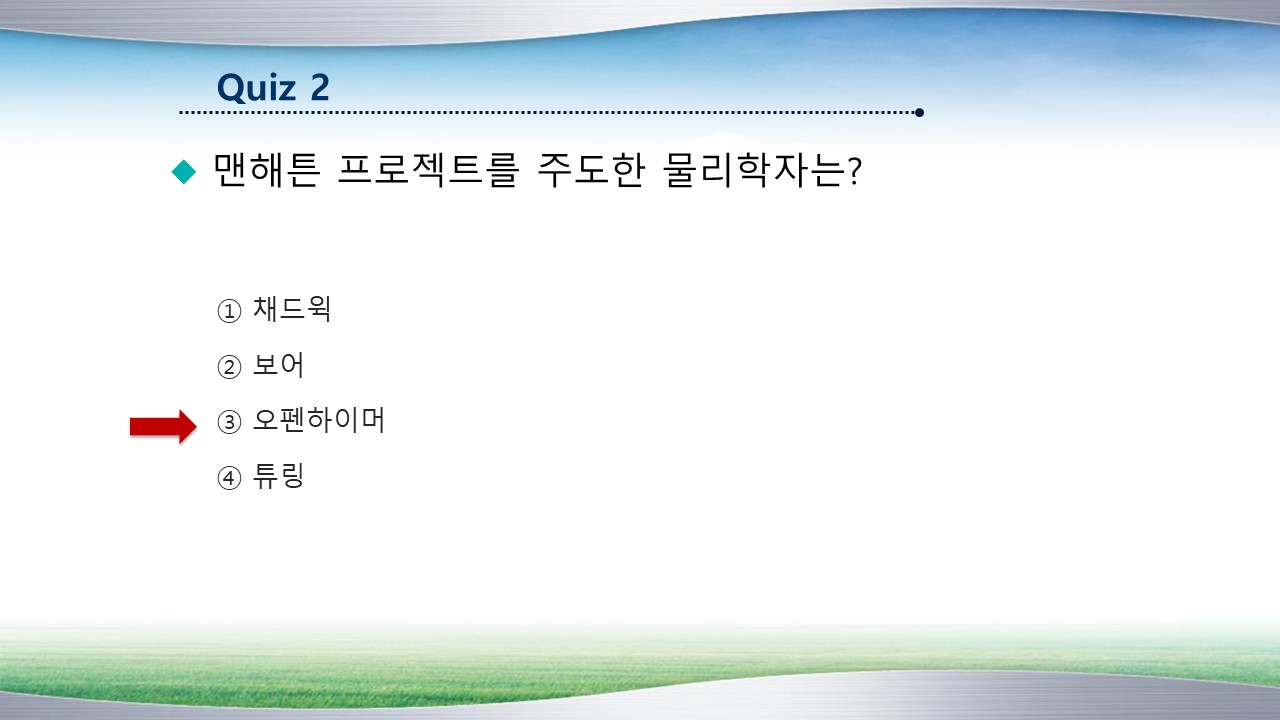 Quiz 2
맨해튼 프로젝트를 주도한 물리학자는?
① 채드윅
② 보어
③ 오펜하이머
④ 튜링